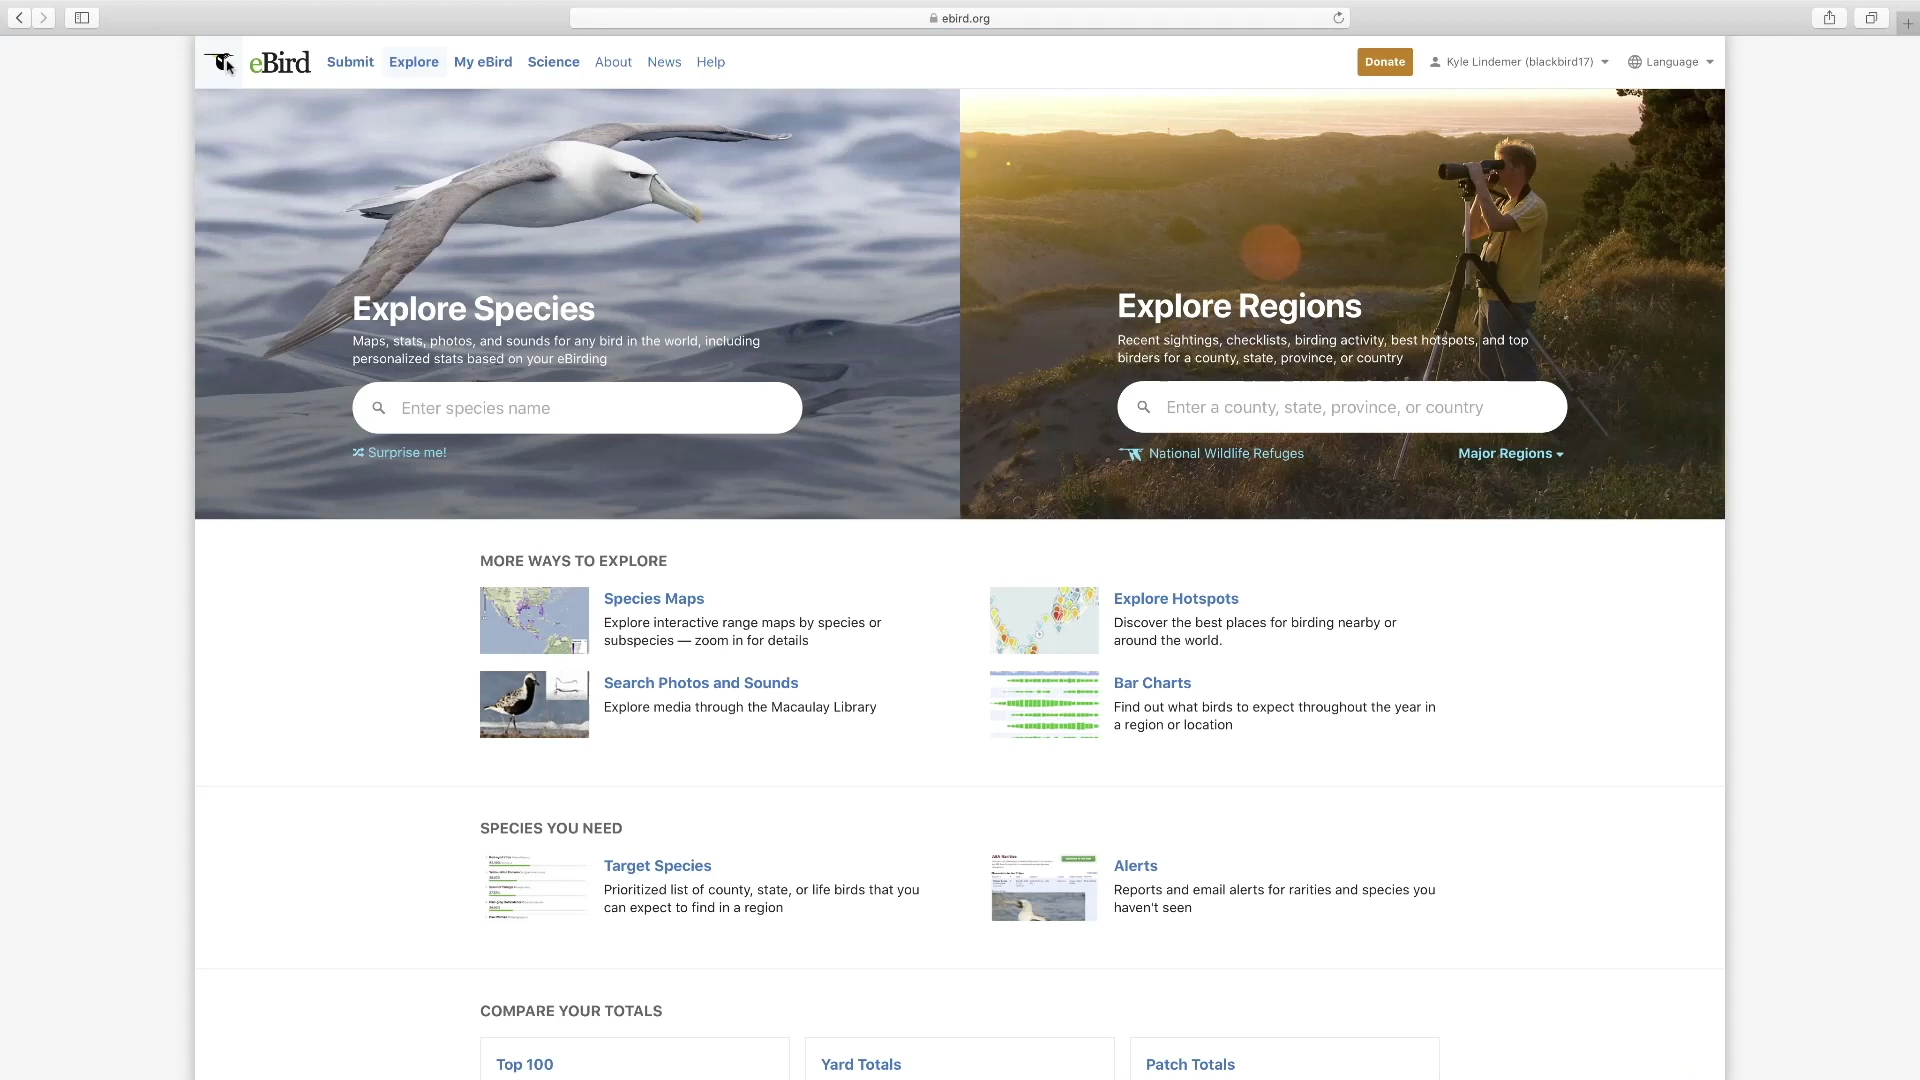 ebird.org
eBird Submit Explore My eBird Science About News Help Donate Kyle Lindemer (blackbird17) Language
Explore Species
Maps, stats, photos, and sounds for any bird in the world, including
personalized stats based on your eBirding
Enter species name
Surprise me!
Explore Regions
Recent sightings, checklists, birding activity, best hotspots, and top
birders for a county, state, province, or country
Enter a county, state, province, or country
National Wildlife Refuges Major Regions
MORE WAYS TO EXPLORE
Species Maps
Explore interactive range maps by species or
subspecies — zoom in for details
Explore Hotspots
Discover the best places for birding nearby or
around the world.
Search Photos and Sounds
Explore media through the Macaulay Library
Bar Charts
Find out what birds to expect throughout the year in
a region or location
SPECIES YOU NEED
Target Species
Prioritized list of county, state, or life birds that you
can expect to find in a region
Alerts
Reports and email alerts for rarities and species you
haven't seen
COMPARE YOUR TOTALS
Top 100
Yard Totals
Patch Totals